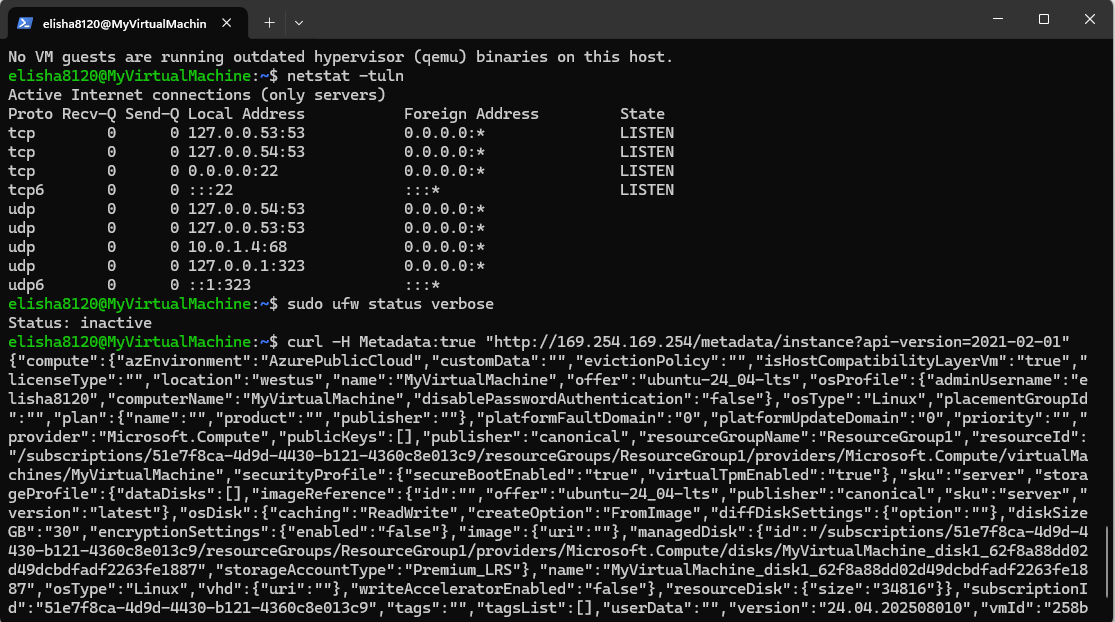 elisha8120@MyVirtualMachin
No VM guests are running outdated hypervisor (qemu) binaries on this host.
elisha8120@MyVirtualMachine:~$ netstat -tuln
Active Internet connections (only servers)
Proto Recv-Q Send-Q Local Address           Foreign Address         State
tcp        0      0 127.0.0.53:53           0.0.0.0:*               LISTEN
tcp        0      0 127.0.0.54:53           0.0.0.0:*               LISTEN
tcp        0      0 0.0.0.0:22              0.0.0.0:*               LISTEN
tcp6       0      0 :::22                   :::*                    LISTEN
udp        0      0 127.0.0.54:53           0.0.0.0:*
udp        0      0 127.0.0.53:53           0.0.0.0:*
udp        0      0 10.0.1.4:68             0.0.0.0:*
udp        0      0 127.0.0.1:323           0.0.0.0:*
udp6       0      0 ::1:323                 :::*
elisha8120@MyVirtualMachine:~$ sudo ufw status verbose
Status: inactive
elisha8120@MyVirtualMachine:~$ curl -H Metadata:true "http://169.254.169.254/metadata/instance?api-version=2021-02-01"
{"compute":{"azEnvironment":"AzurePublicCloud","customData":"","evictionPolicy":"","isHostCompatibilityLayerVm":"true","
licenseType":"","location":"westus","name":"MyVirtualMachine","offer":"ubuntu-24_04-lts","osProfile":{"adminUsername":"e
lisha8120","computerName":"MyVirtualMachine","disablePasswordAuthentication":"false"},"osType":"Linux","placementGroupId
":"","plan":{"name":"","product":"","publisher":""},"platformFaultDomain":"0","platformUpdateDomain":"0","priority":"","
provider":"Microsoft.Compute","publicKeys":[],"publisher":"canonical","resourceGroupName":"ResourceGroup1","resourceId":
"/subscriptions/51e7f8ca-4d9d-4430-b121-4360c8e013c9/resourceGroups/ResourceGroup1/providers/Microsoft.Compute/virtualMa
chines/MyVirtualMachine","securityProfile":{"secureBootEnabled":"true","virtualTpmEnabled":"true"},"sku":"server","stora
geProfile":{"dataDisks":[],"imageReference":{"id":"","offer":"ubuntu-24_04-lts","publisher":"canonical","sku":"server","
version":"latest"},"osDisk":{"caching":"ReadWrite","createOption":"FromImage","diffDiskSettings":{"option":""},"diskSize
GB":"30","encryptionSettings":{"enabled":"false"},"image":{"uri":""},"managedDisk":{"id":"/subscriptions/51e7f8ca-4d9d-4
430-b121-4360c8e013c9/resourceGroups/ResourceGroup1/providers/Microsoft.Compute/disks/MyVirtualMachine_disk1_62f8a88dd02
d49dcbdfadf2263fe1887","storageAccountType":"Premium_LRS"},"name":"MyVirtualMachine_disk1_62f8a88dd02d49dcbdfadf2263fe18
87","osType":"Linux","vhd":{"uri":""},"writeAcceleratorEnabled":"false"},"resourceDisk":{"size":"34816"}},"subscriptionI
d":"51e7f8ca-4d9d-4430-b121-4360c8e013c9","tags":"","tagsList":[],"userData":"","version":"24.04.202508010","vmId":"258b